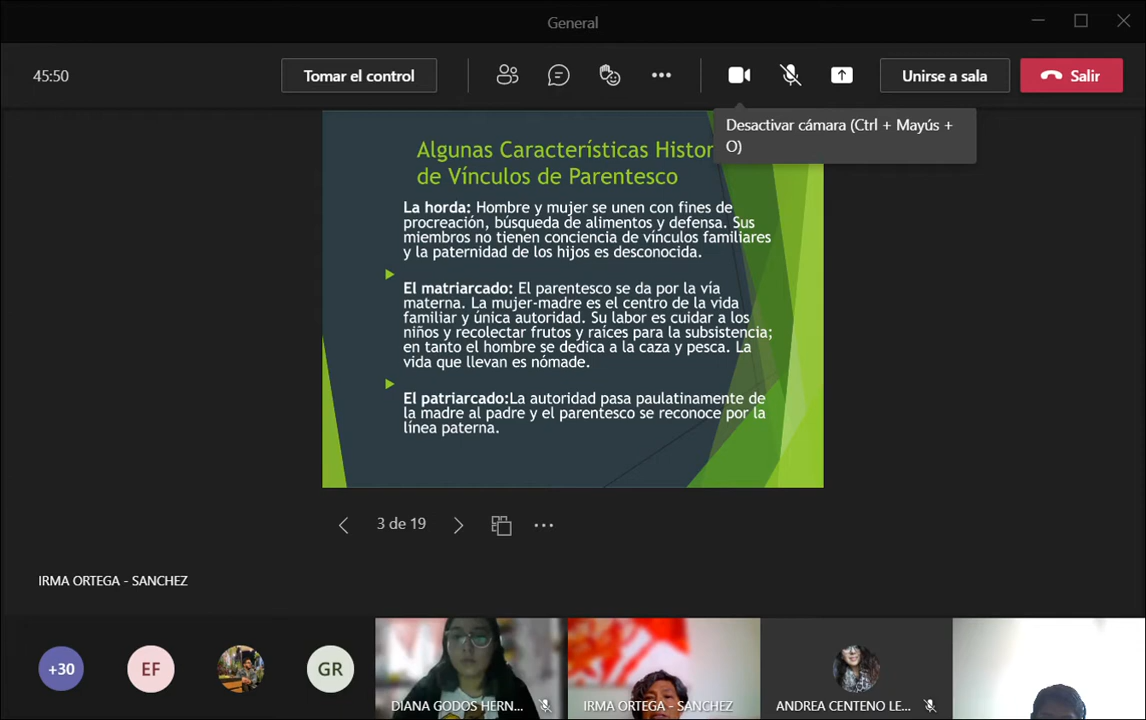 General
45:50
Tomar el control
Unirse a sala
Salir
Desactivar cámara (Ctrl + Mayús +
O)
Algunas Características Histor
de Vínculos de Parentesco
La horda: Hombre y mujer se unen con fines de
procreación, búsqueda de alimentos y defensa. Sus
miembros no tienen conciencia de vínculos familiares
y la paternidad de los hijos es desconocida.
El matriarcado: El parentesco se da por la vía
materna. La mujer-madre es el centro de la vida
familiar y única autoridad. Su labor es cuidar a los
niños y recolectar frutos y raíces para la subsistencia;
en tanto el hombre se dedica a la caza y pesca. La
vida que llevan es nómade.
El patriarcado:La autoridad pasa paulatinamente de
la madre al padre y el parentesco se reconoce por la
línea paterna.
3 de 19
IRMA ORTEGA - SANCHEZ
+30
EF
GR
DIANA GODOS HERN...
IRMA ORTEGA - SANCHEZ
ANDREA CENTENO LE...